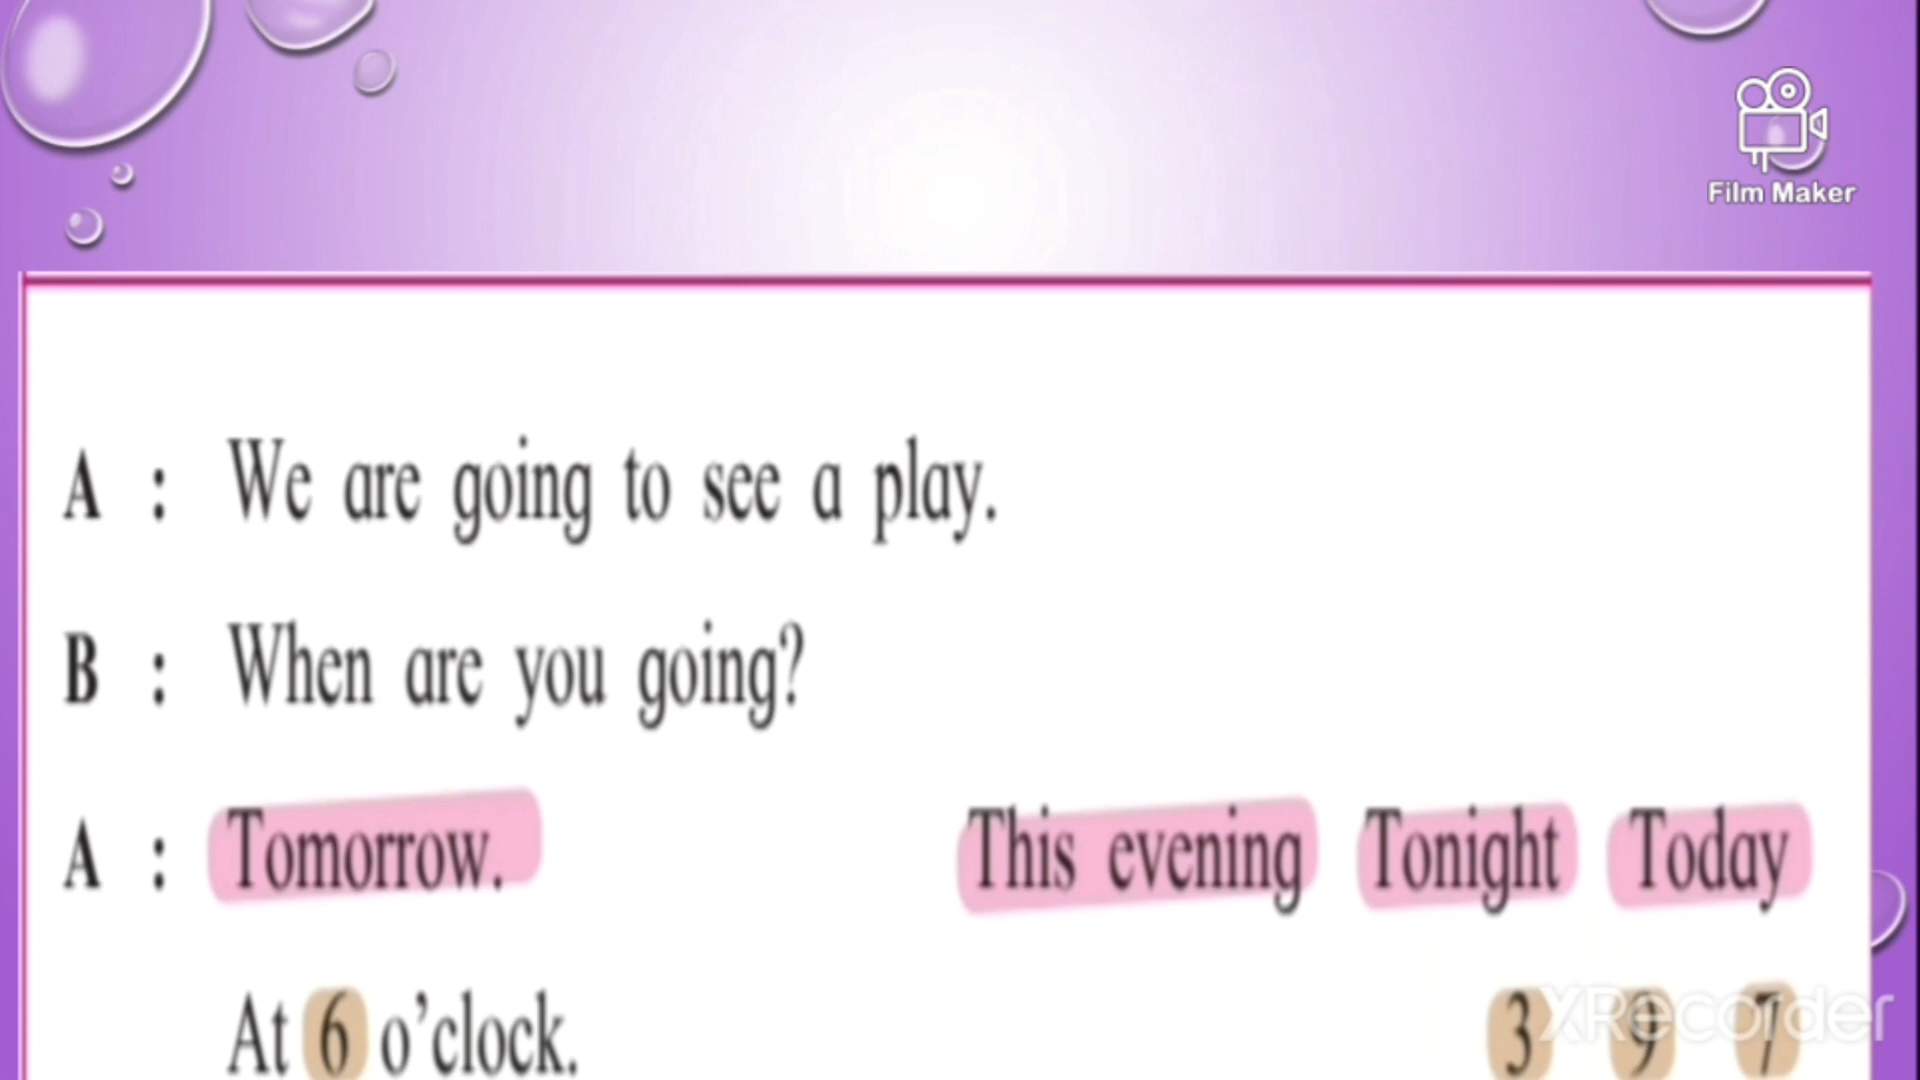 Film Maker
A : We are going to see a play.
B : When are you going?
A : Tomorrow. This evening Tonight Today
At 6 o'clock. 3 9 7
XRecorder